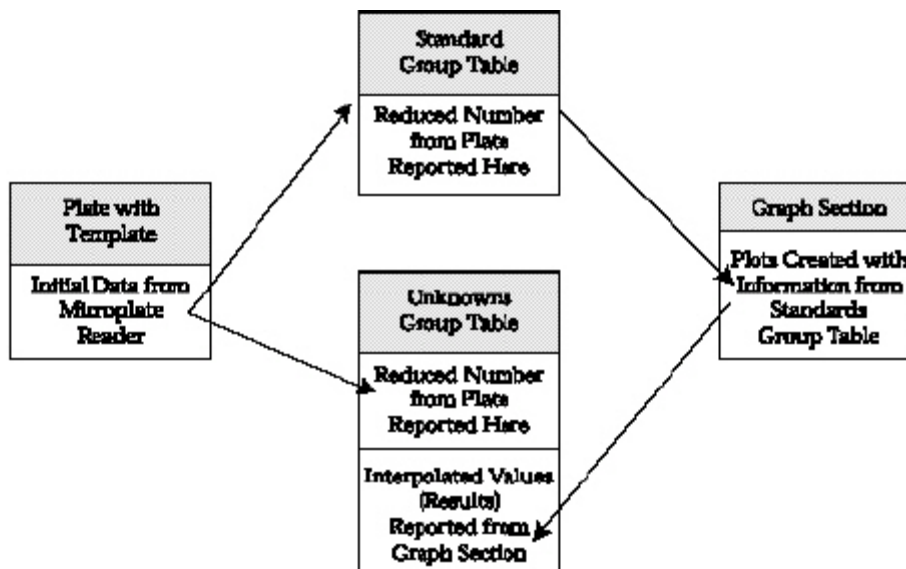 Standard
Group Table
Reduced Number
from Plate
Reported Here
Plate with
Template
Initial Data from
Microplate
Reader
Unknowns
Group Table
Reduced Number
from Plate
Reported Here
Interpolated Values
(Results)
Reported from
Graph Section
Graph Section
Plots Created with
Information from
Standards
Group Table